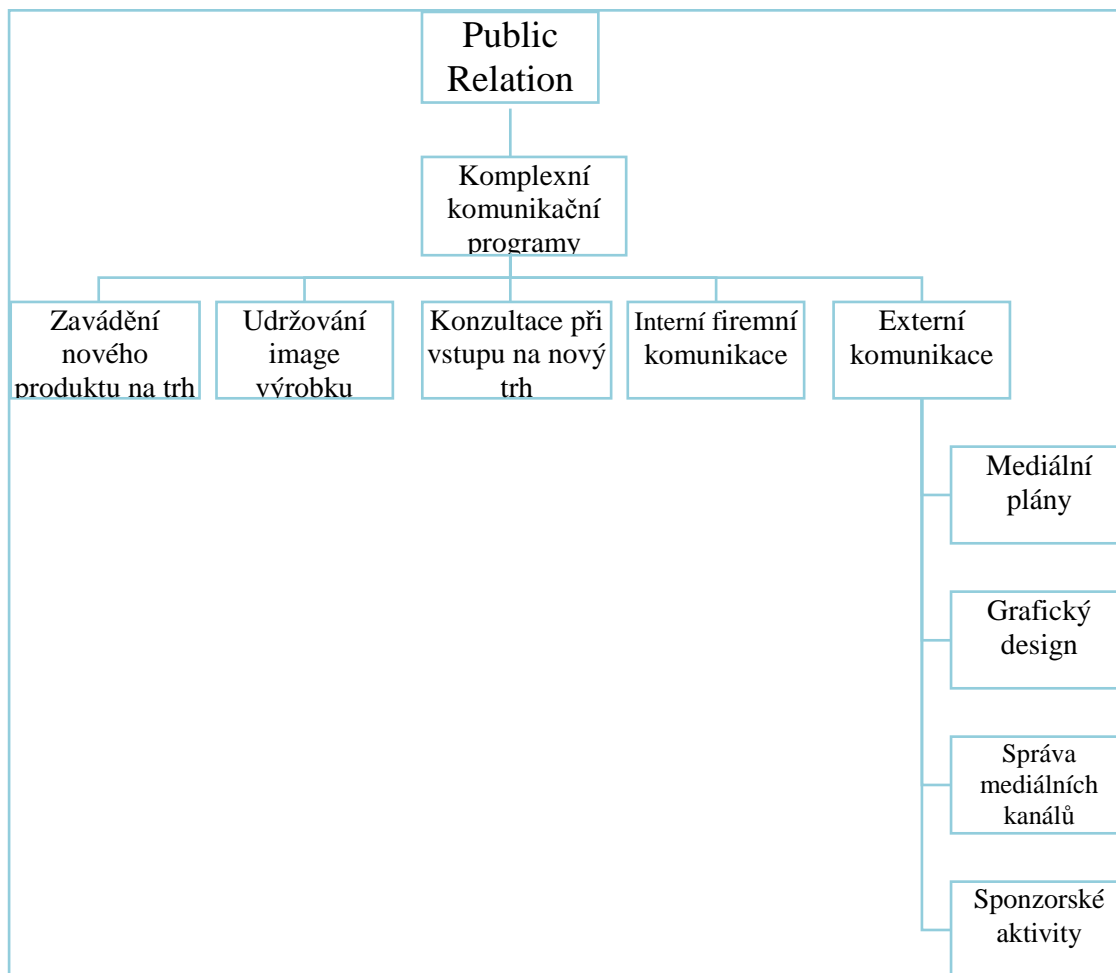 Public
Relation
Komplexní
komunikační
programy
Zavádění
nového
produktu na trh
Udržování
image
výrobku
Konzultace při
vstupu na nový
trh
Interní firemní
komunikace
Externí
komunikace
Mediální
plány
Grafický
design
Správa
mediálních
kanálů
Sponzorské
aktivity